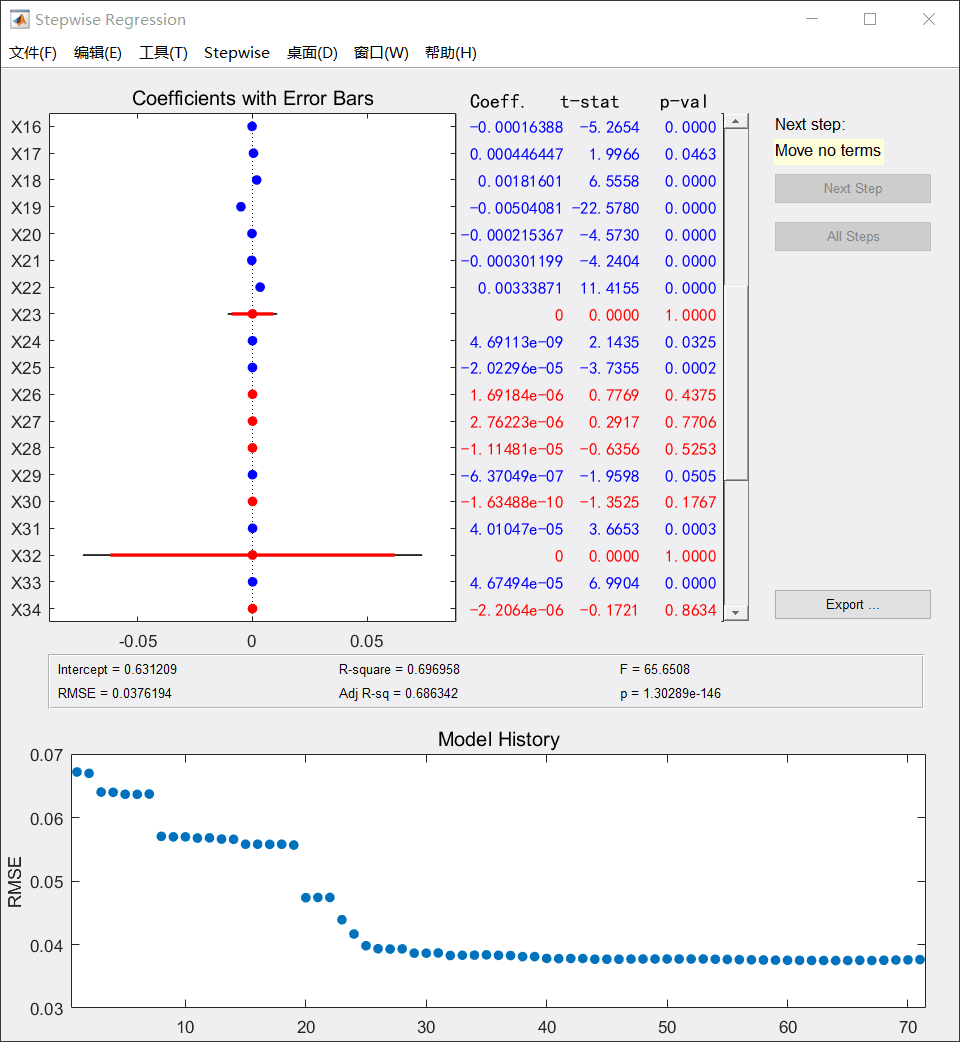 Stepwise Regression
文件(F) 编辑(E) 工具(T) Stepwise 桌面(D) 窗口(W) 帮助(H)
Coefficients with Error Bars
Coeff. t-stat p-val
X16 -0.00016388 -5.2654 0.0000
X17 0.000446447 1.9966 0.0463
X18 0.00181601 6.5558 0.0000
X19 -0.00504081 -22.5780 0.0000
X20 -0.000215367 -4.5730 0.0000
X21 -0.000301199 -4.2404 0.0000
X22 0.00333871 11.4155 0.0000
X23 0 0.0000 1.0000
X24 4.69113e-09 2.1435 0.0325
X25 -2.02296e-05 -3.7355 0.0002
X26 1.69184e-06 0.7769 0.4375
X27 2.76223e-06 0.2917 0.7706
X28 -1.11481e-05 -0.6356 0.5253
X29 -6.37049e-07 -1.9598 0.0505
X30 -1.63488e-10 -1.3525 0.1767
X31 4.01047e-05 3.6653 0.0003
X32 0 0.0000 1.0000
X33 4.67494e-05 6.9904 0.0000
X34 -2.2064e-06 -0.1721 0.8634
-0.05 0 0.05
Next step:
Move no terms
Next Step
All Steps
Export ...
Intercept = 0.631209 R-square = 0.696958 F = 65.6508
RMSE = 0.0376194 Adj R-sq = 0.686342 p = 1.30289e-146
Model History
RMSE
0.07
0.06
0.05
0.04
0.03
10 20 30 40 50 60 70